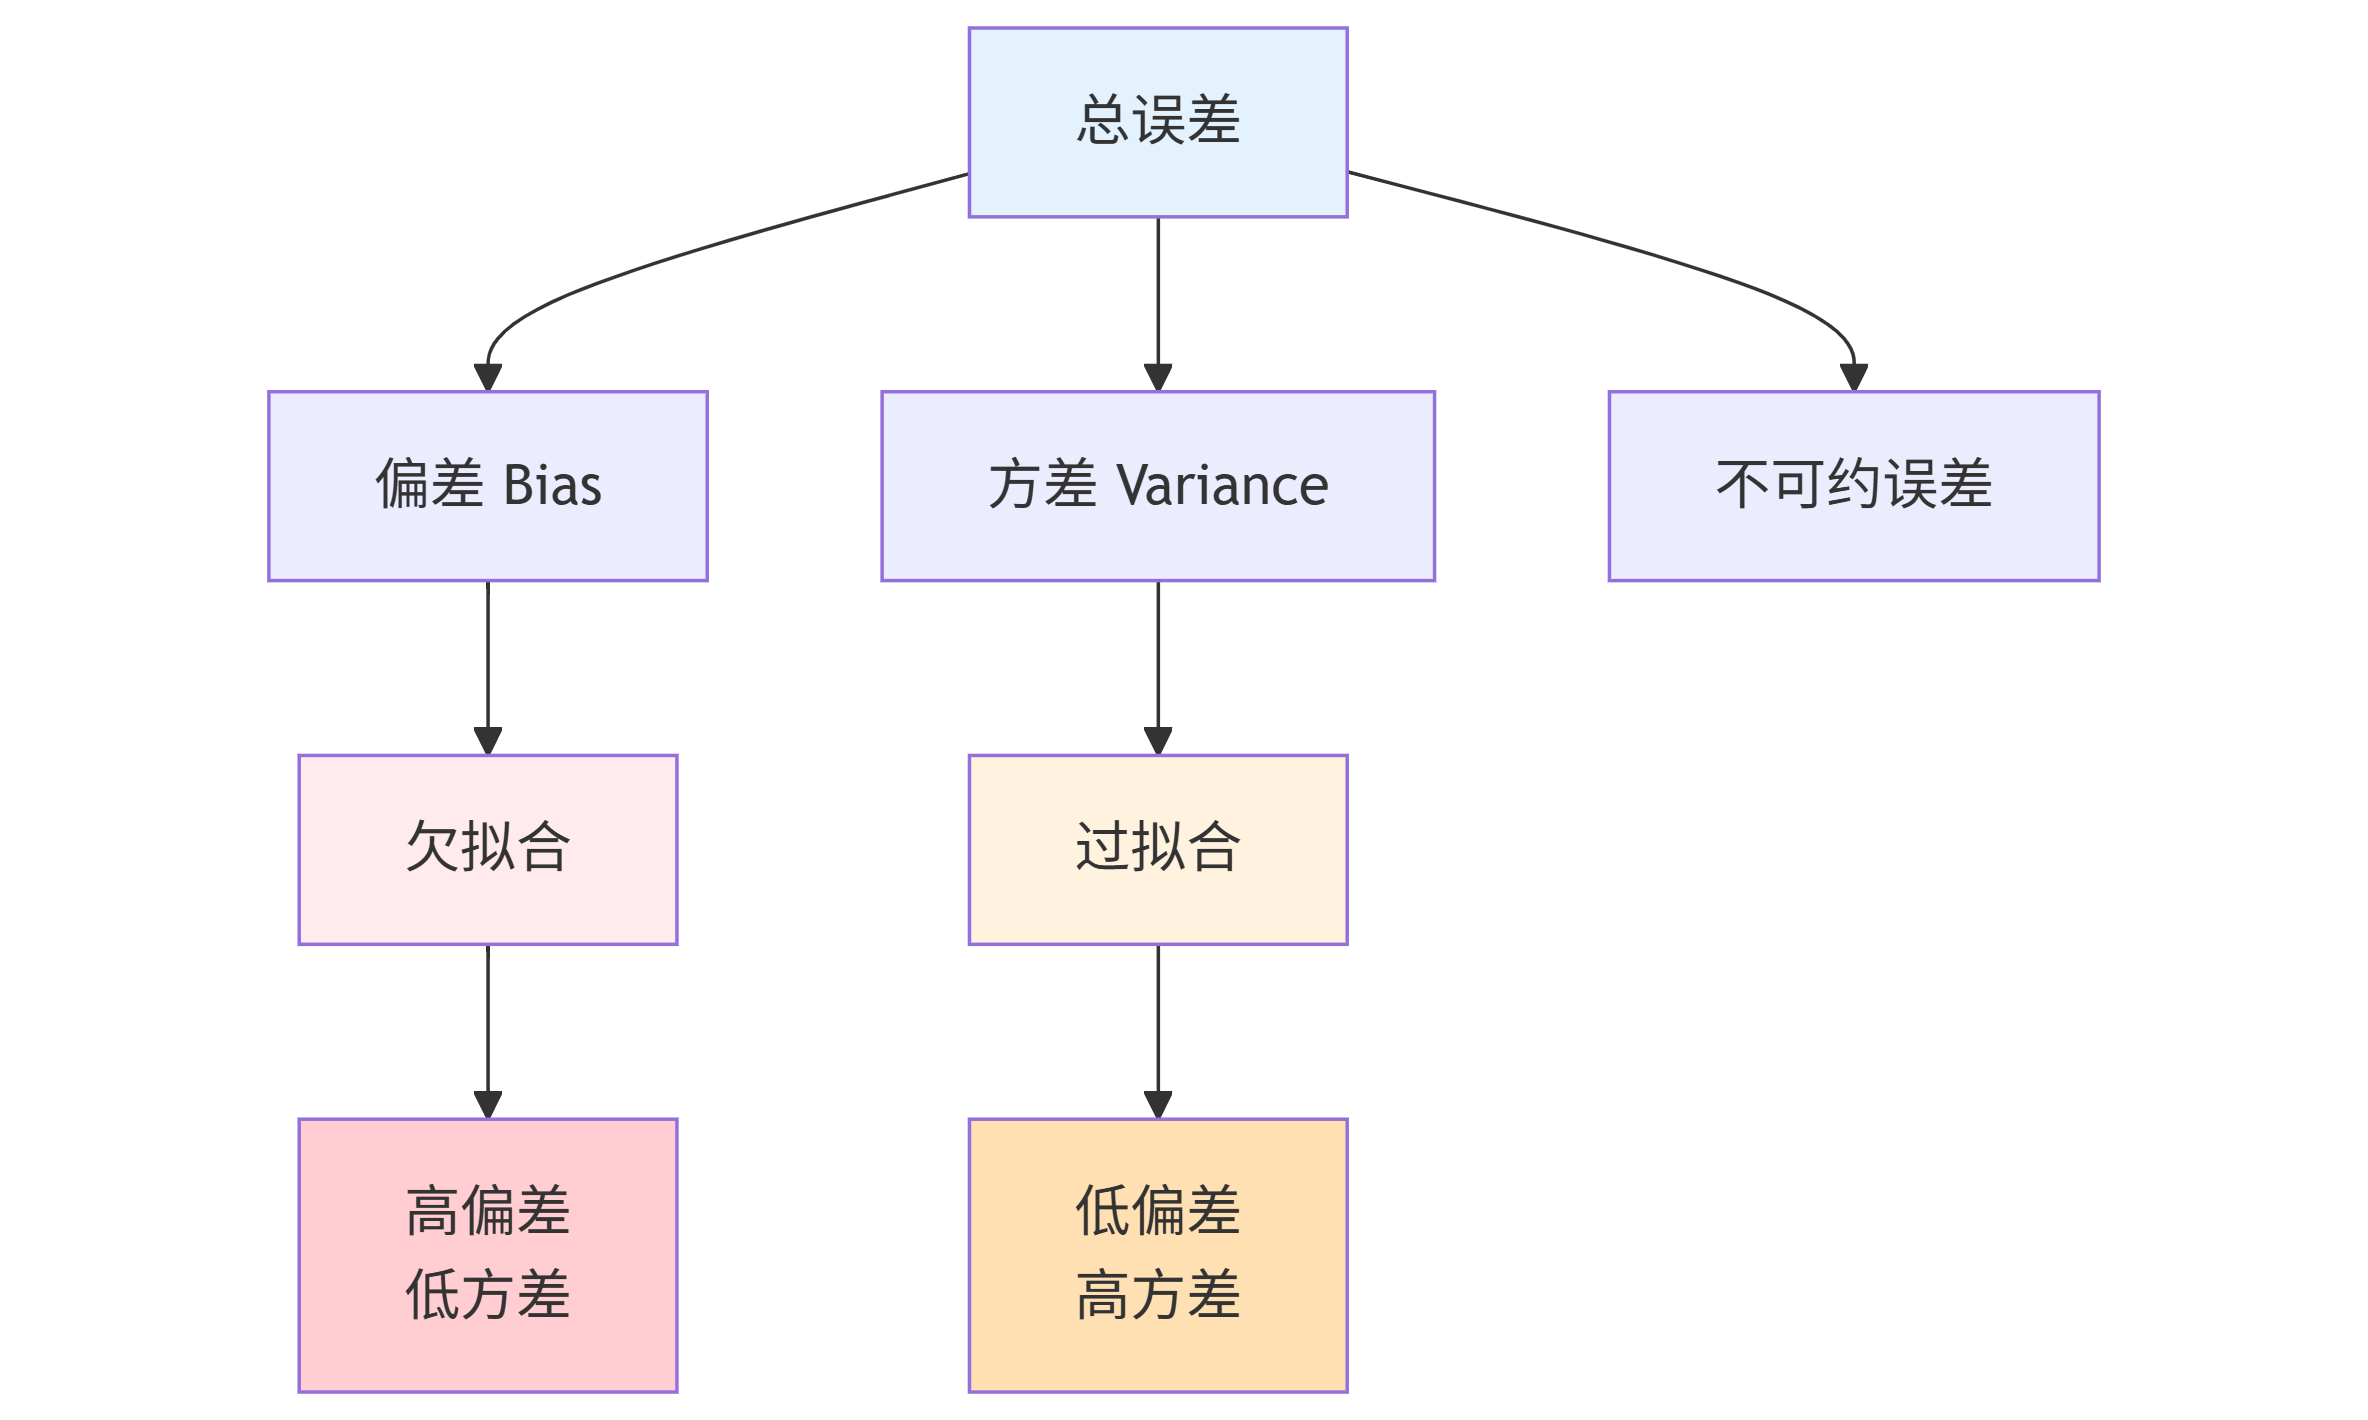 总误差
偏差 Bias
方差 Variance
不可约误差
欠拟合
过拟合
高偏差
低方差
低偏差
高方差